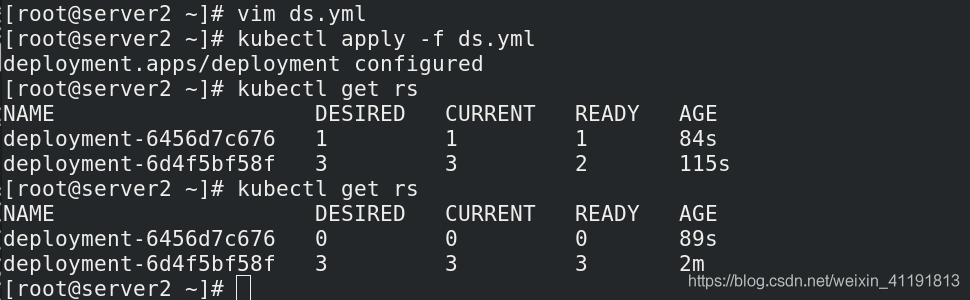 [root@server2 ~]# vim ds.yml
[root@server2 ~]# kubectl apply -f ds.yml
deployment.apps/deployment configured
[root@server2 ~]# kubectl get rs
NAME DESIRED CURRENT READY AGE
deployment-6456d7c676 1 1 1 84s
deployment-6d4f5bf58f 3 3 2 115s
[root@server2 ~]# kubectl get rs
NAME DESIRED CURRENT READY AGE
deployment-6456d7c676 0 0 0 89s
deployment-6d4f5bf58f 3 3 3 2m
[root@server2 ~]#
https://blog.csdn.net/weixin_41191813